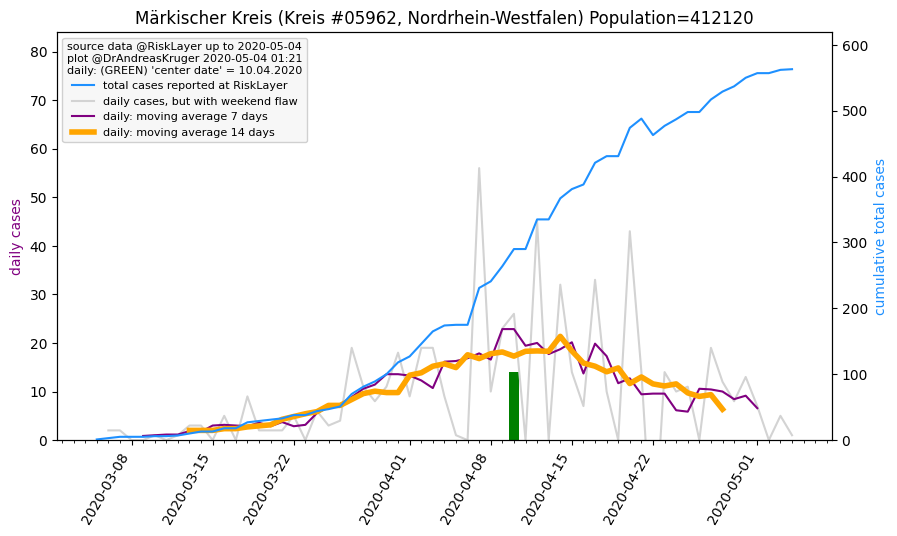 Märkischer Kreis (Kreis #05962, Nordrhein-Westfalen) Population=412120
source data @RiskLayer up to 2020-05-04
plot @DrAndreasKruger 2020-05-04 01:21
daily: (GREEN) 'center date' = 10.04.2020
total cases reported at RiskLayer
daily cases, but with weekend flaw
daily: moving average 7 days
daily: moving average 14 days
daily cases
80
70
60
50
40
30
20
10
0
cumulative total cases
600
500
400
300
200
100
0
2020-03-08
2020-03-15
2020-03-22
2020-04-01
2020-04-08
2020-04-15
2020-04-22
2020-05-01